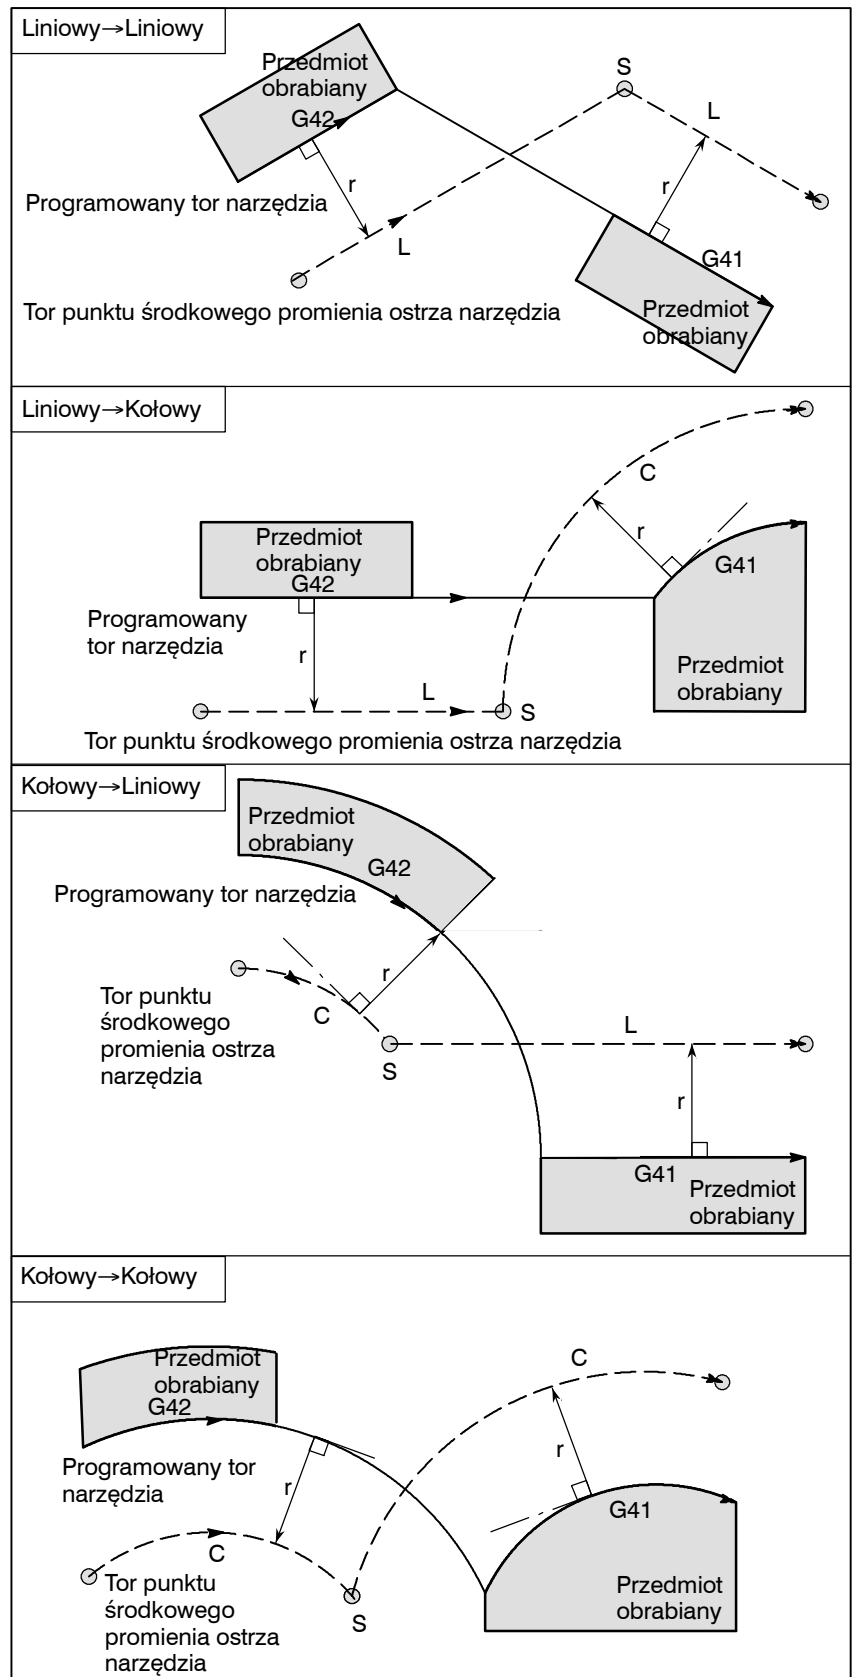 Liniowy→Liniowy
Przedmiot
obrabiany
G42
S
L
r
r
Programowany tor narzędzia
L
G41
Przedmiot
obrabiany
Tor punktu środkowego promienia ostrza narzędzia
Liniowy→Kołowy
C
r
Przedmiot
obrabiany
G42
G41
Programowany
tor narzędzia
r
Przedmiot
obrabiany
L
S
Tor punktu środkowego promienia ostrza narzędzia
Kołowy→Liniowy
Przedmiot
obrabiany
G42
Programowany tor narzędzia
r
Tor punktu
środkowego
promienia ostrza
narzędzia
C
S
L
r
G41
Przedmiot
obrabiany
Kołowy→Kołowy
Przedmiot
obrabiany
G42
C
r
Programowany tor
narzędzia
r
G41
C
Tor punktu
środkowego
promienia ostrza
narzędzia
S
Przedmiot
obrabiany